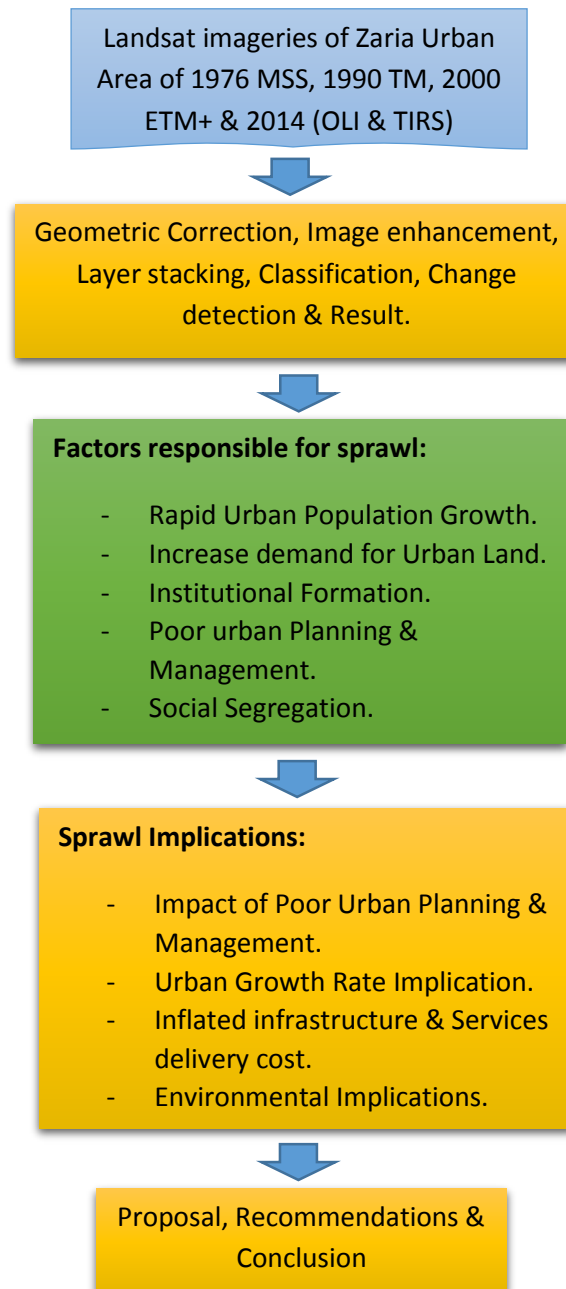 Landsat imageries of Zaria Urban
Area of 1976 MSS, 1990 TM, 2000
ETM+ & 2014 (OLI & TIRS)
Geometric Correction, Image enhancement,
Layer stacking, Classification, Change
detection & Result.
Factors responsible for sprawl:
- Rapid Urban Population Growth.
- Increase demand for Urban Land.
- Institutional Formation.
- Poor urban Planning &
Management.
- Social Segregation.
Sprawl Implications:
- Impact of Poor Urban Planning &
Management.
- Urban Growth Rate Implication.
- Inflated infrastructure & Services
delivery cost.
- Environmental Implications.
Proposal, Recommendations &
Conclusion